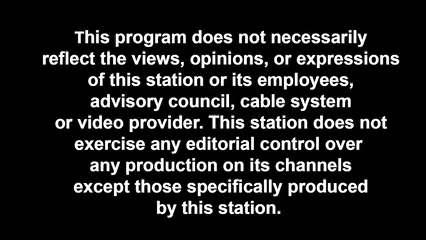 This program does not necessarily
reflect the views, opinions, or expressions
of this station or its employees,
advisory council, cable system
or video provider. This station does not
exercise any editorial control over
any production on its channels
except those specifically produced
by this station.